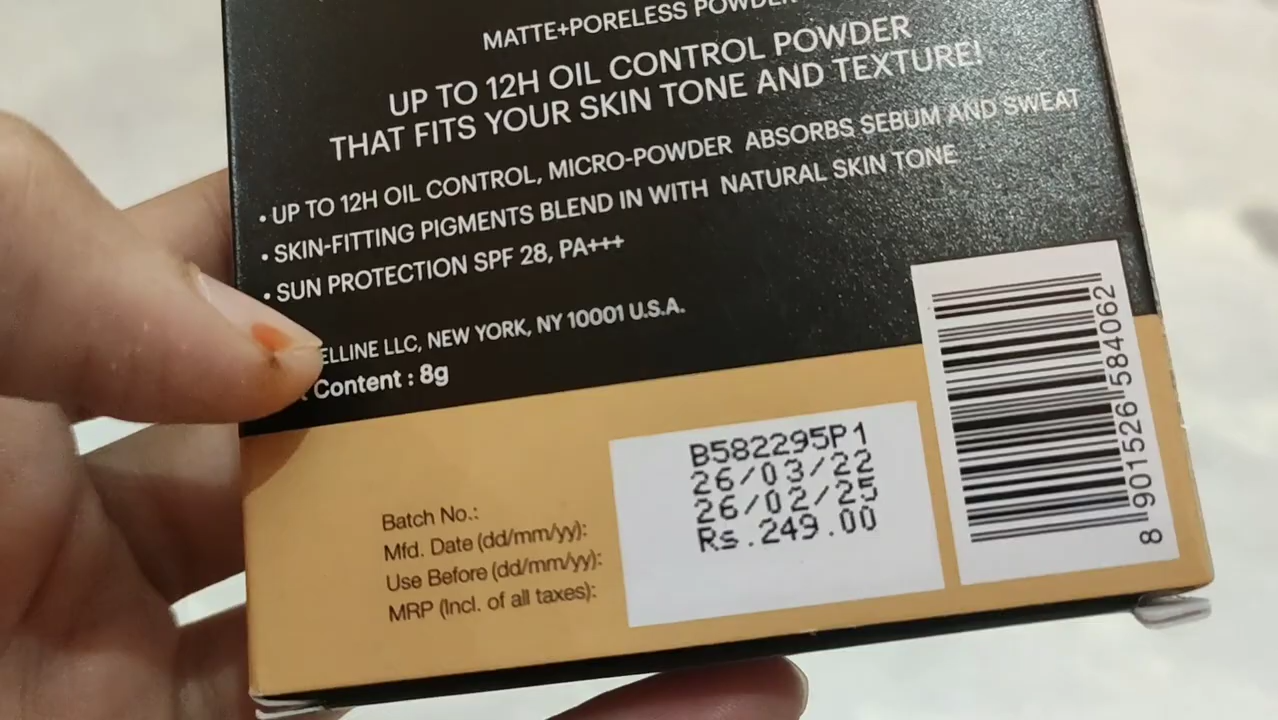 MATTE+PORELESS POWDER
UP TO 12H OIL CONTROL POWDER
THAT FITS YOUR SKIN TONE AND TEXTURE!
• UP TO 12H OIL CONTROL, MICRO-POWDER ABSORBS SEBUM AND SWEAT
• SKIN-FITTING PIGMENTS BLEND IN WITH NATURAL SKIN TONE
• SUN PROTECTION SPF 28, PA+++
ELLINE LLC, NEW YORK, NY 10001 U.S.A.
Content : 8g
Batch No.:
Mfd. Date (dd/mm/yy):
Use Before (dd/mm/yy):
MRP (Incl. of all taxes):
B582295P1
26/03/22
26/02/25
Rs.249.00
8 901526 584062